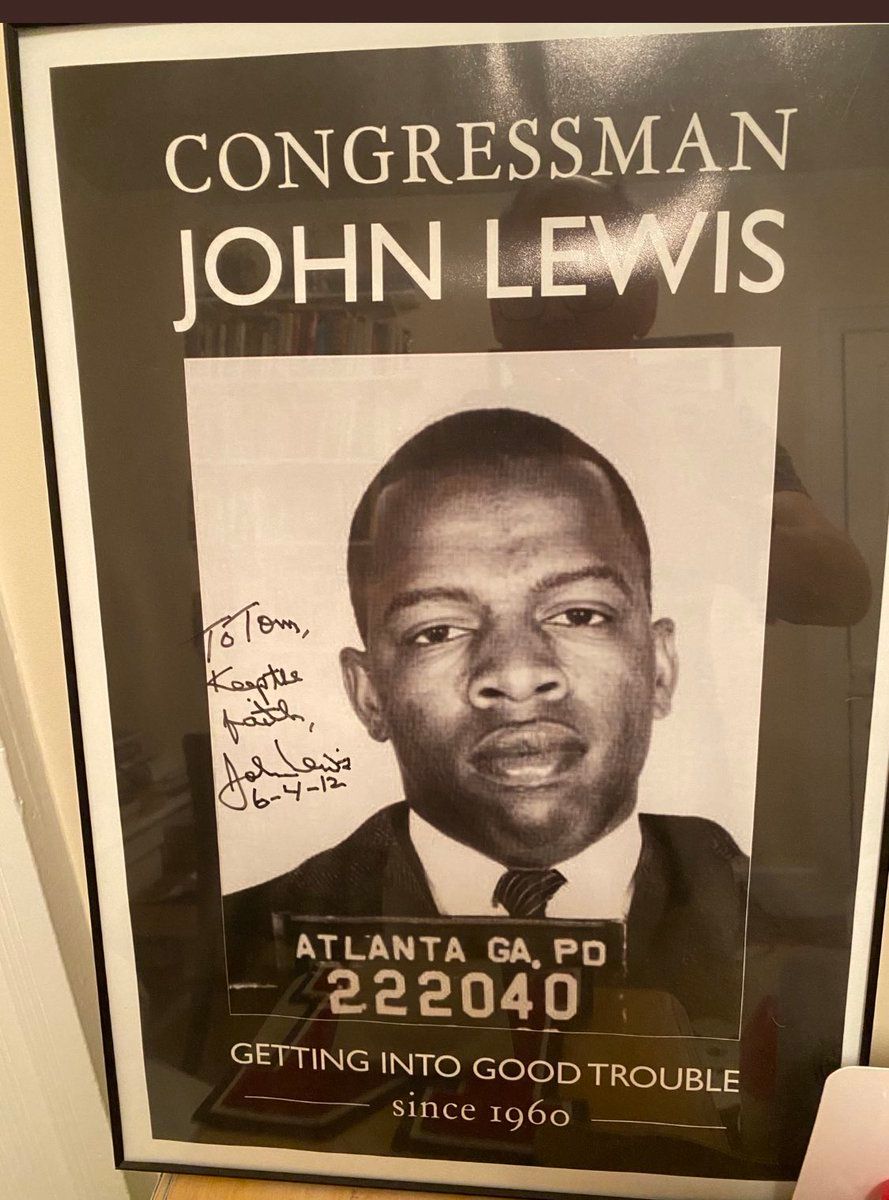 CONGRESSMAN
JOHN LEWIS
To Tom,
Keep the
faith,
John Lewis
6-4-12
ATLANTA GA. PD
222040
GETTING INTO GOOD TROUBLE
since 1960